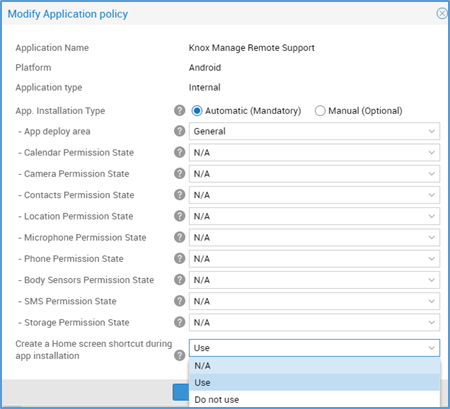 Modify Application policy
Application Name Knox Manage Remote Support
Platform Android
Application type Internal
App. Installation Type ? Automatic (Mandatory) Manual (Optional)
- App deploy area ? General
- Calendar Permission State ? N/A
- Camera Permission State ? N/A
- Contacts Permission State ? N/A
- Location Permission State ? N/A
- Microphone Permission State ? N/A
- Phone Permission State ? N/A
- Body Sensors Permission State ? N/A
- SMS Permission State ? N/A
- Storage Permission State ? N/A
Create a Home screen shortcut during
app installation ? Use
N/A
Use
Do not use